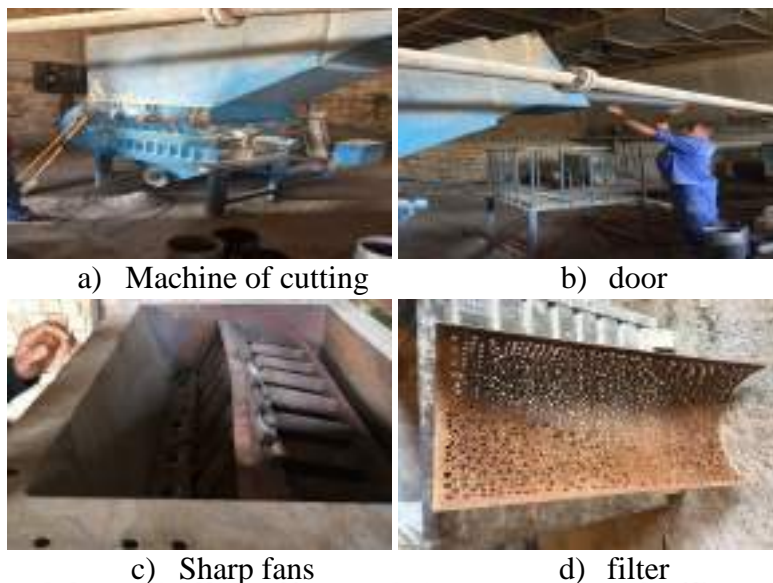 a) Machine of cutting
b) door
c) Sharp fans
d) filter